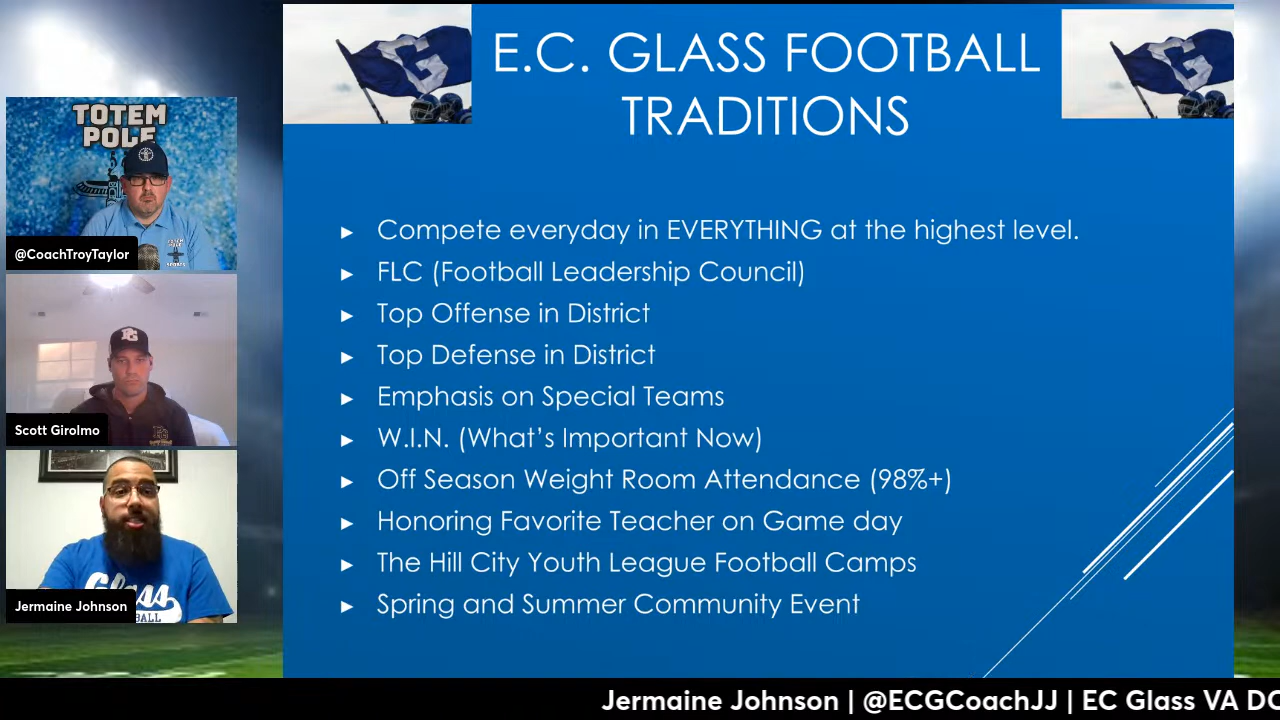 E.C. GLASS FOOTBALL
TRADITIONS
Compete everyday in EVERYTHING at the highest level.
FLC (Football Leadership Council)
Top Offense in District
Top Defense in District
Emphasis on Special Teams
W.I.N. (What’s Important Now)
Off Season Weight Room Attendance (98%+)
Honoring Favorite Teacher on Game day
The Hill City Youth League Football Camps
Spring and Summer Community Event
TOTEM
POLE
@CoachTroyTaylor
Scott Girolmo
Glass
BALL
Jermaine Johnson
Jermaine Johnson | @ECGCoachJJ | EC Glass VA DC